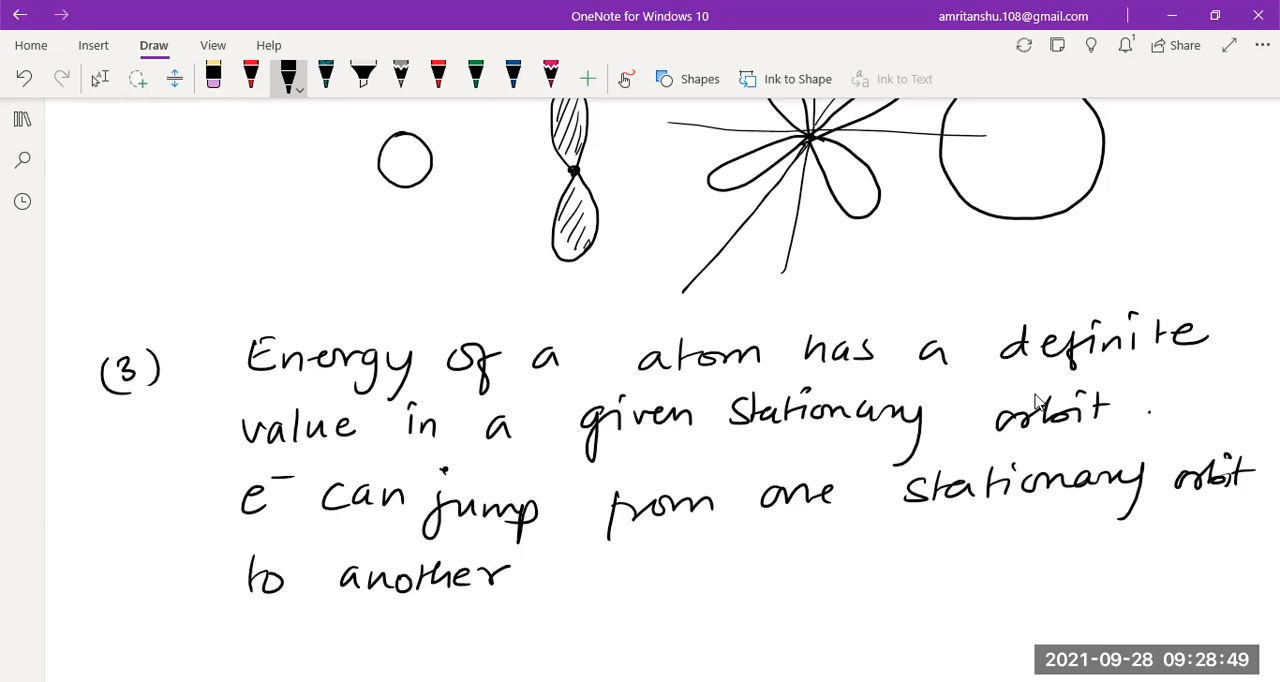 OneNote for Windows 10
amritanshu.108@gmail.com
Home Insert Draw View Help
Share
Shapes Ink to Shape Ink to Text
(3) Energy of a atom has a definite
value in a given stationary orbit .
e⁻ can jump from one stationary orbit
to another
2021-09-28 09:28:49